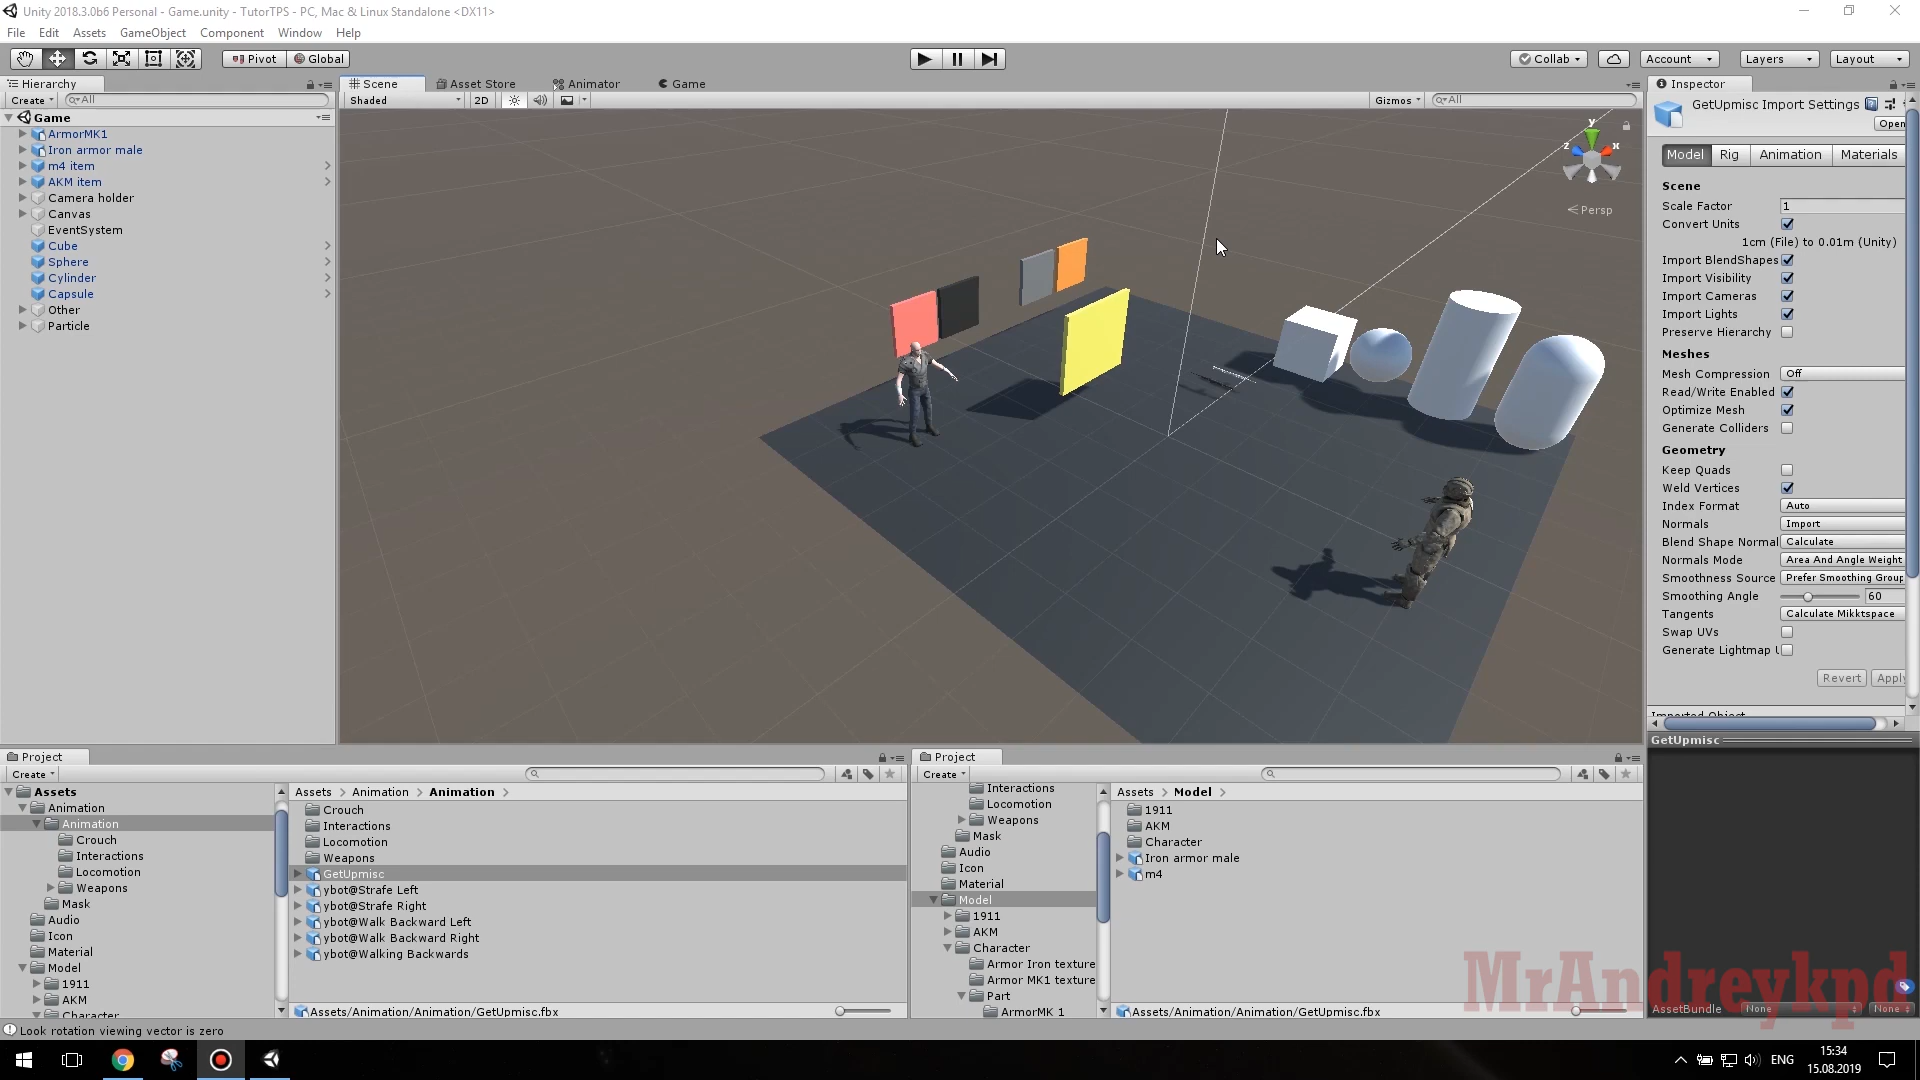 Unity 2018.3.0b6 Personal - Game.unity - TutorTPS - PC, Mac & Linux Standalone <DX11>
File Edit Assets GameObject Component Window Help
Pivot Global Collab Account Layers Layout
Hierarchy
Create All
Game
ArmorMK1
Iron armor male
m4 item
AKM item
Camera holder
Canvas
EventSystem
Cube
Sphere
Cylinder
Capsule
Other
Particle
Scene Asset Store Animator Game
Shaded 2D Gizmos All
y
z x
Persp
Inspector
GetUpmisc Import Settings
Open
Model Rig Animation Materials
Scene
Scale Factor 1
Convert Units
1cm (File) to 0.01m (Unity)
Import BlendShapes
Import Visibility
Import Cameras
Import Lights
Preserve Hierarchy
Meshes
Mesh Compression Off
Read/Write Enabled
Optimize Mesh
Generate Colliders
Geometry
Keep Quads
Weld Vertices
Index Format Auto
Normals Import
Blend Shape Normal Calculate
Normals Mode Area And Angle Weight
Smoothness Source Prefer Smoothing Group
Smoothing Angle 60
Tangents Calculate Mikktspace
Swap UVs
Generate Lightmap U
Revert Apply
Imported Object
GetUpmisc
AssetBundle None None
Project
Create
Assets
Animation
Animation
Crouch
Interactions
Locomotion
Weapons
Mask
Audio
Icon
Material
Model
1911
AKM
Character
Assets > Animation > Animation >
Crouch
Interactions
Locomotion
Weapons
GetUpmisc
ybot@Strafe Left
ybot@Strafe Right
ybot@Walk Backward Left
ybot@Walk Backward Right
ybot@Walking Backwards
Assets/Animation/Animation/GetUpmisc.fbx
Project
Create
Interactions
Locomotion
Weapons
Mask
Audio
Icon
Material
Model
1911
AKM
Character
Armor Iron texture
Armor MK1 texture
Part
ArmorMK 1
Assets > Model >
1911
AKM
Character
Iron armor male
m4
Assets/Animation/Animation/GetUpmisc.fbx
MrAndreykpd
Look rotation viewing vector is zero
ENG
15:34
15.08.2019